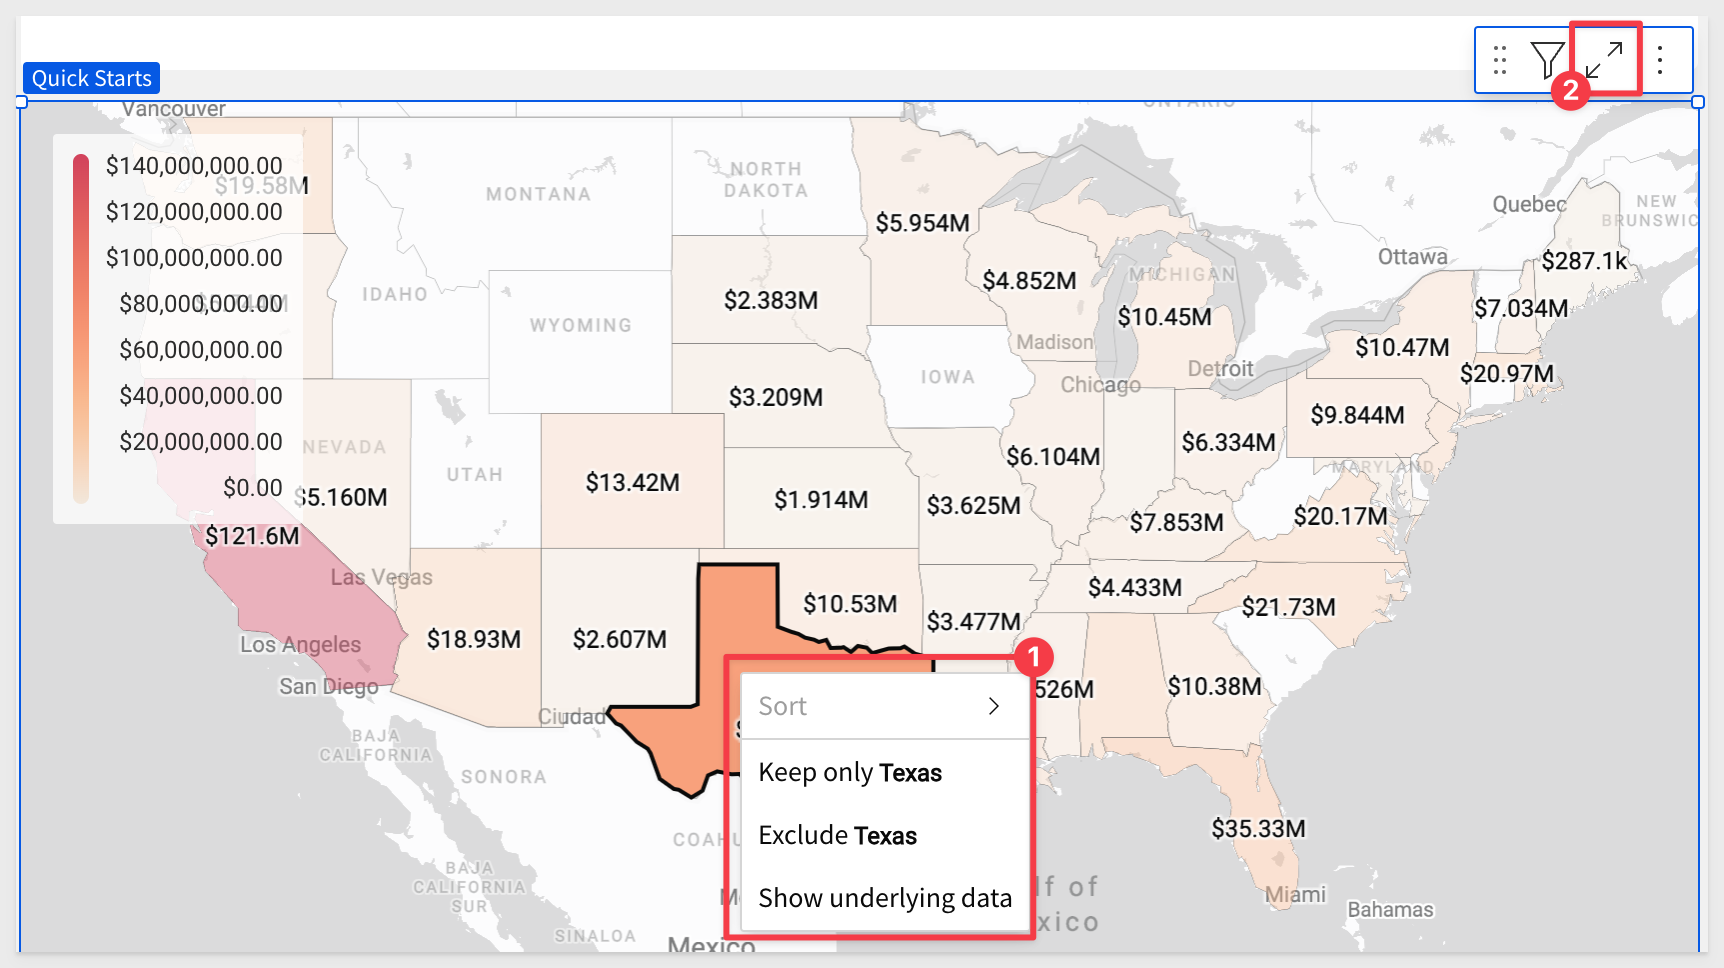 Quick Starts
2
Vancouver
ONTARIO
$140,000,000.00
$19.58M
$120,000,000.00
$100,000,000.00
$80,000,000.00
$60,000,000.00
$40,000,000.00
$20,000,000.00
$0.00
MONTANA
NORTH
DAKOTA
$5.954M
Quebec
NEW
BRUNSWIC
Ottawa
$287.1k
IDAHO
WYOMING
$2.383M
$4.852M
MICHIGAN
$10.45M
$7.034M
Madison
$10.47M
Detroit
Chicago
IOWA
$20.97M
$3.209M
$9.844M
NEVADA
UTAH
$13.42M
$6.104M
$6.334M
MARYLAND
$5.160M
$1.914M
$3.625M
$7.853M
$20.17M
$121.6M
Las Vegas
$10.53M
$4.433M
$21.73M
$3.477M
Los Angeles
$18.93M
$2.607M
San Diego
1
526M
$10.38M
Ciudad
BAJA
CALIFORNIA
SONORA
Sort
Keep only Texas
Exclude Texas
Show underlying data
$35.33M
COAHU
BAJA
CALIFORNIA
SUR
lf of
xico
Miami
Bahamas
SINALOA
Mexico